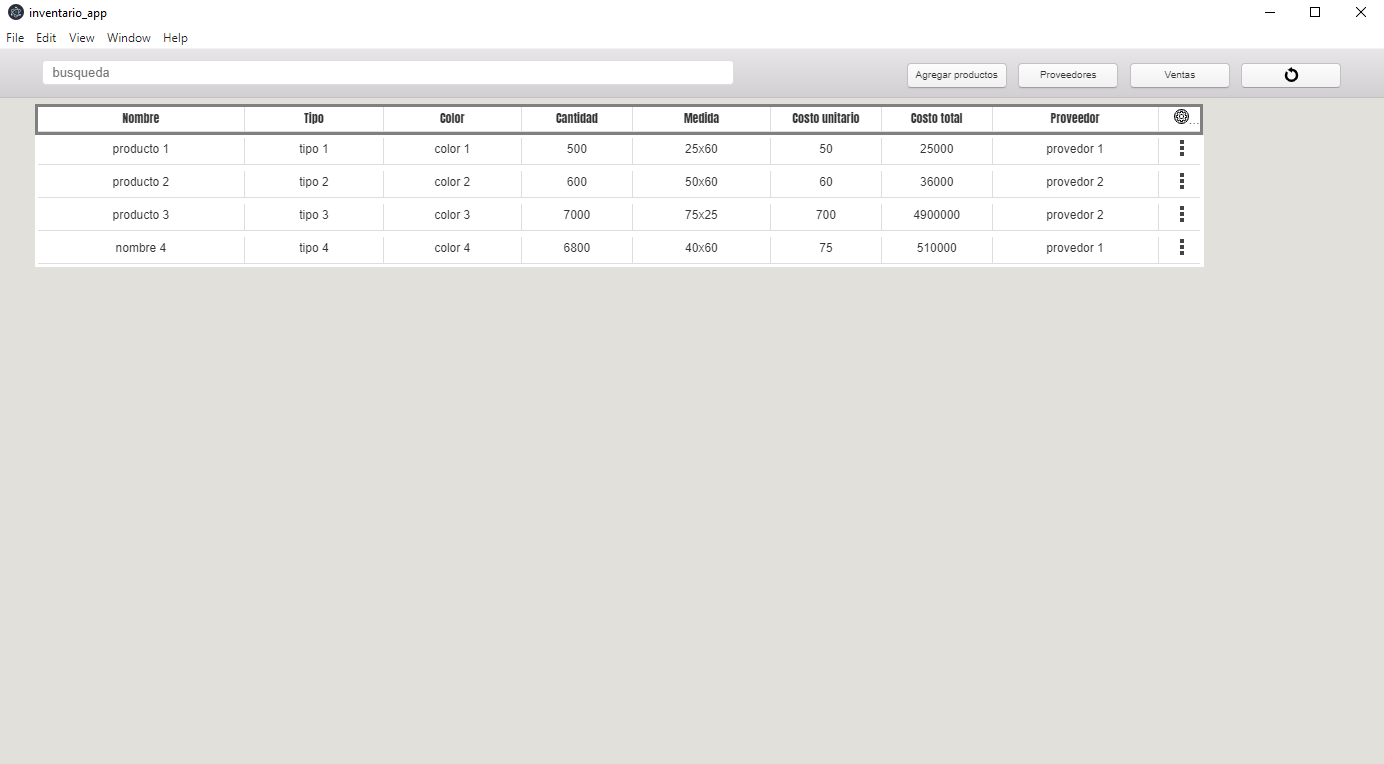 inventario_app
File Edit View Window Help
busqueda Agregar productos Proveedores Ventas
Nombre Tipo Color Cantidad Medida Costo unitario Costo total Proveedor ...
producto 1 tipo 1 color 1 500 25x60 50 25000 provedor 1
producto 2 tipo 2 color 2 600 50x60 60 36000 provedor 2
producto 3 tipo 3 color 3 7000 75x25 700 4900000 provedor 2
nombre 4 tipo 4 color 4 6800 40x60 75 510000 provedor 1